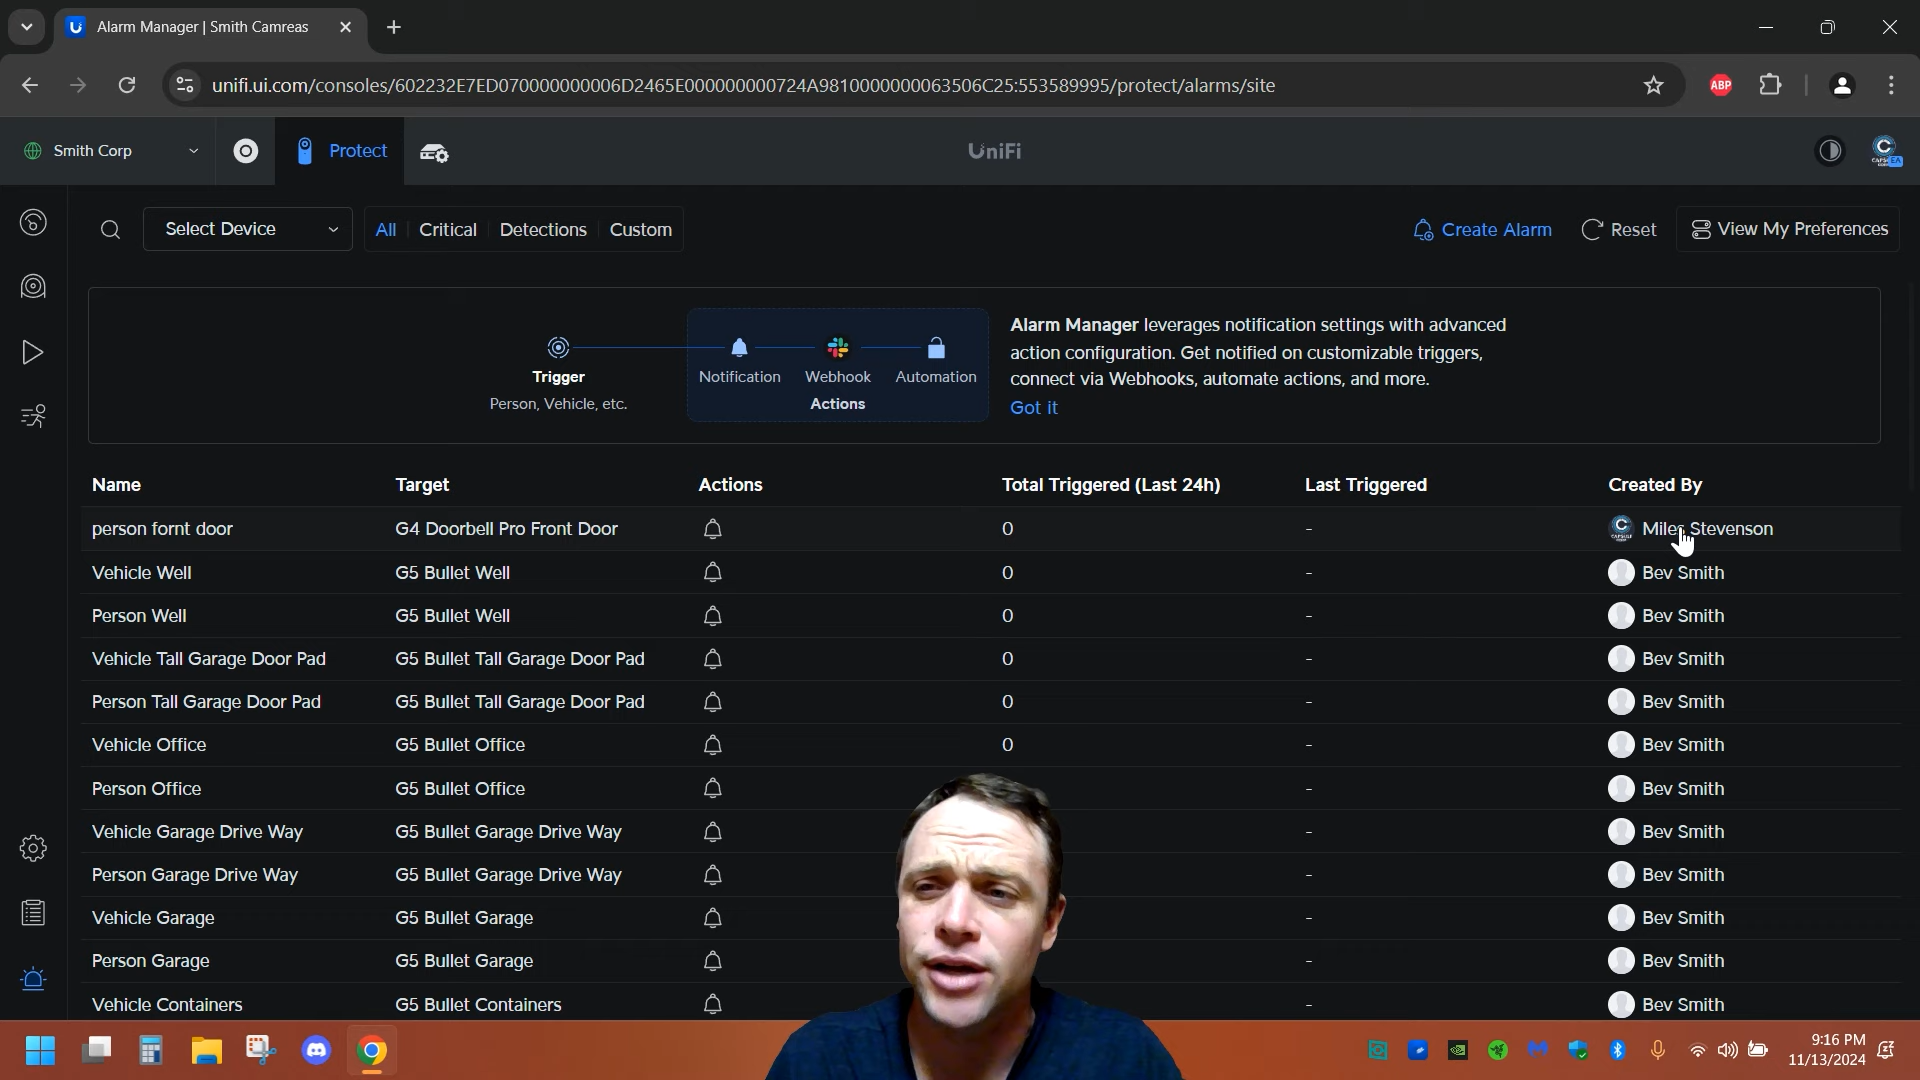 Alarm Manager | Smith Camreas
unifi.ui.com/consoles/602232E7ED070000000006D2465E000000000724A9810000000063506C25:553589995/protect/alarms/site
ABP
Smith Corp
Protect
UniFi
CAPSULE
EA
Select Device
All
Critical
Detections
Custom
Create Alarm
Reset
View My Preferences
Trigger
Person, Vehicle, etc.
Notification
Webhook
Automation
Actions
Alarm Manager leverages notification settings with advanced
action configuration. Get notified on customizable triggers,
connect via Webhooks, automate actions, and more.
Got it
Name Target Actions Total Triggered (Last 24h) Last Triggered Created By
person fornt door G4 Doorbell Pro Front Door 0 - Miles Stevenson
Vehicle Well G5 Bullet Well 0 - Bev Smith
Person Well G5 Bullet Well 0 - Bev Smith
Vehicle Tall Garage Door Pad G5 Bullet Tall Garage Door Pad 0 - Bev Smith
Person Tall Garage Door Pad G5 Bullet Tall Garage Door Pad 0 - Bev Smith
Vehicle Office G5 Bullet Office 0 - Bev Smith
Person Office G5 Bullet Office - Bev Smith
Vehicle Garage Drive Way G5 Bullet Garage Drive Way - Bev Smith
Person Garage Drive Way G5 Bullet Garage Drive Way - Bev Smith
Vehicle Garage G5 Bullet Garage - Bev Smith
Person Garage G5 Bullet Garage - Bev Smith
Vehicle Containers G5 Bullet Containers - Bev Smith
9:16 PM
11/13/2024